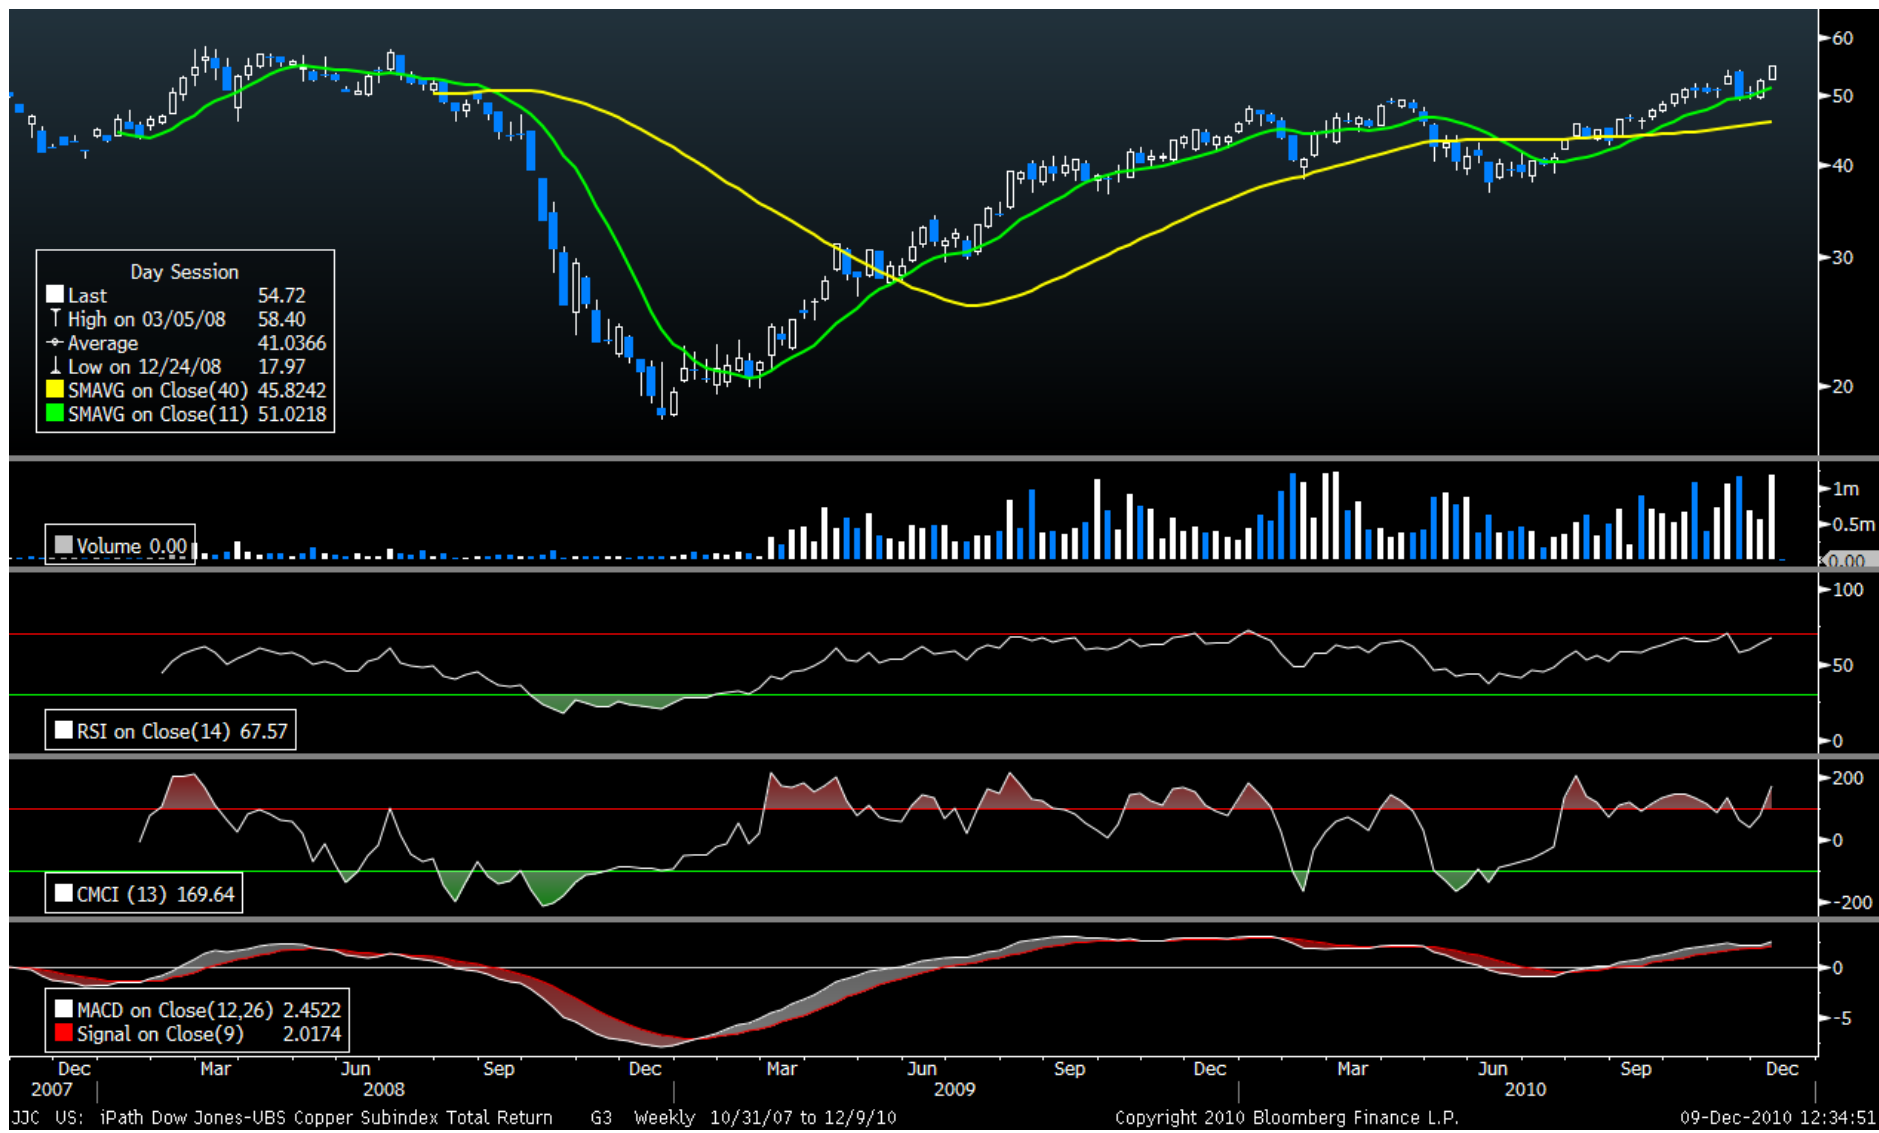 60
50
40
30
20
Day Session
Last 54.72
High on 03/05/08 58.40
Average 41.0366
Low on 12/24/08 17.97
SMAVG on Close(40) 45.8242
SMAVG on Close(11) 51.0218
1m
0.5m
0.00
Volume 0.00
100
50
0
RSI on Close(14) 67.57
200
0
-200
CMCI (13) 169.64
0
-5
MACD on Close(12,26) 2.4522
Signal on Close(9) 2.0174
Dec Mar Jun Sep Dec Mar Jun Sep Dec Mar Jun Sep Dec
2007 2008 2009 2010
JJC US: iPath Dow Jones-UBS Copper Subindex Total Return G3 Weekly 10/31/07 to 12/9/10 Copyright 2010 Bloomberg Finance L.P. 09-Dec-2010 12:34:51